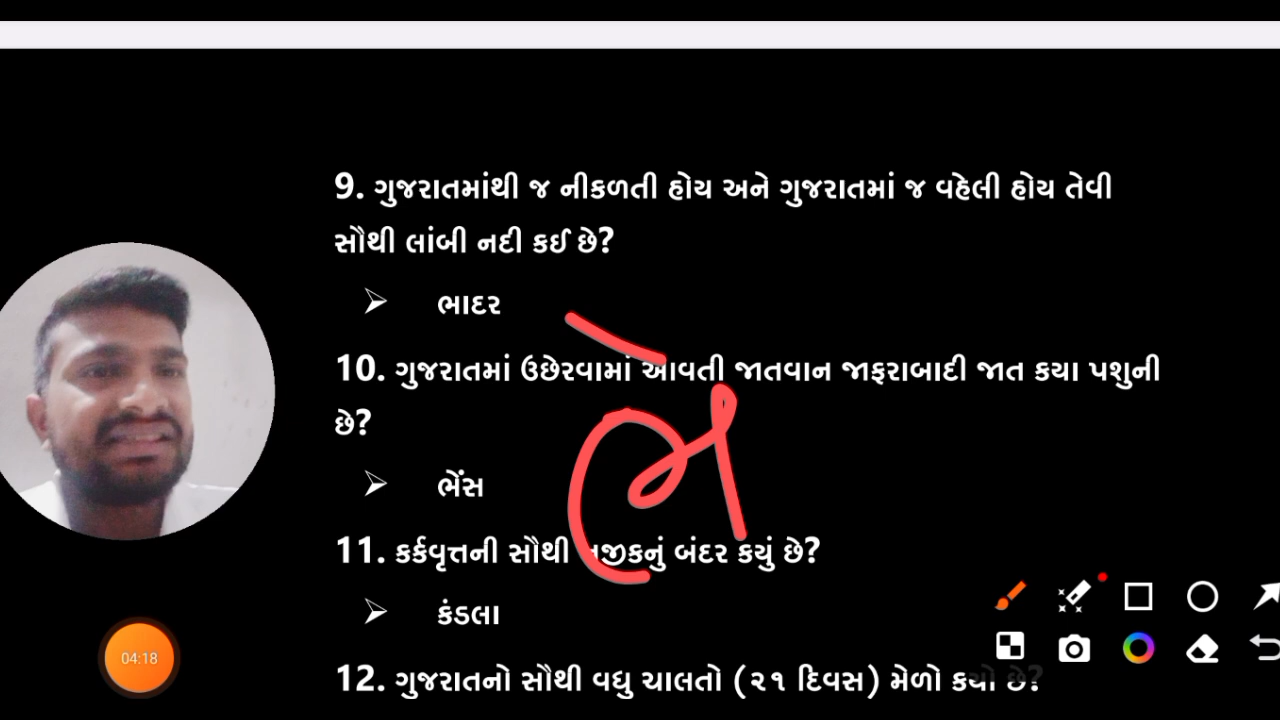 9. ગુજરાતમાંથી જ નીકળતી હોય અને ગુજરાતમાં જ વહેલી હોય તેવી
સૌથી લાંબી નદી કઈ છે?
➢ ભાદર
10. ગુજરાતમાં ઉછેરવામાં આવતી જાતવાન જાફરાબાદી જાત કયા પશુની
છે?
➢ ભેંસ
ભે
11. કર્કવૃત્તની સૌથી નજીકનું બંદર કયું છે?
➢ કંડલા
12. ગુજરાતનો સૌથી વધુ ચાલતો (૨૧ દિવસ) મેળો કયો છે?
04:18